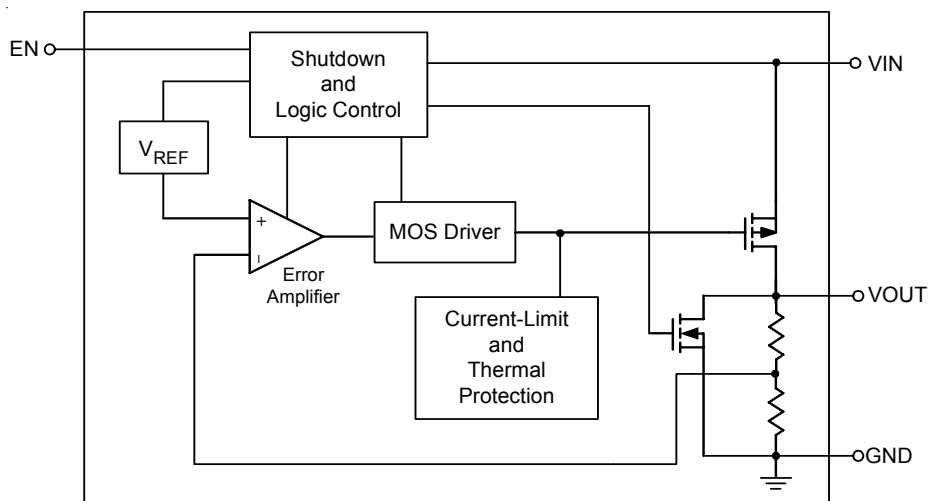 EN
Shutdown
and
Logic Control
VIN
VREF
+
–
MOS Driver
Error
Amplifier
VOUT
Current-Limit
and
Thermal
Protection
GND